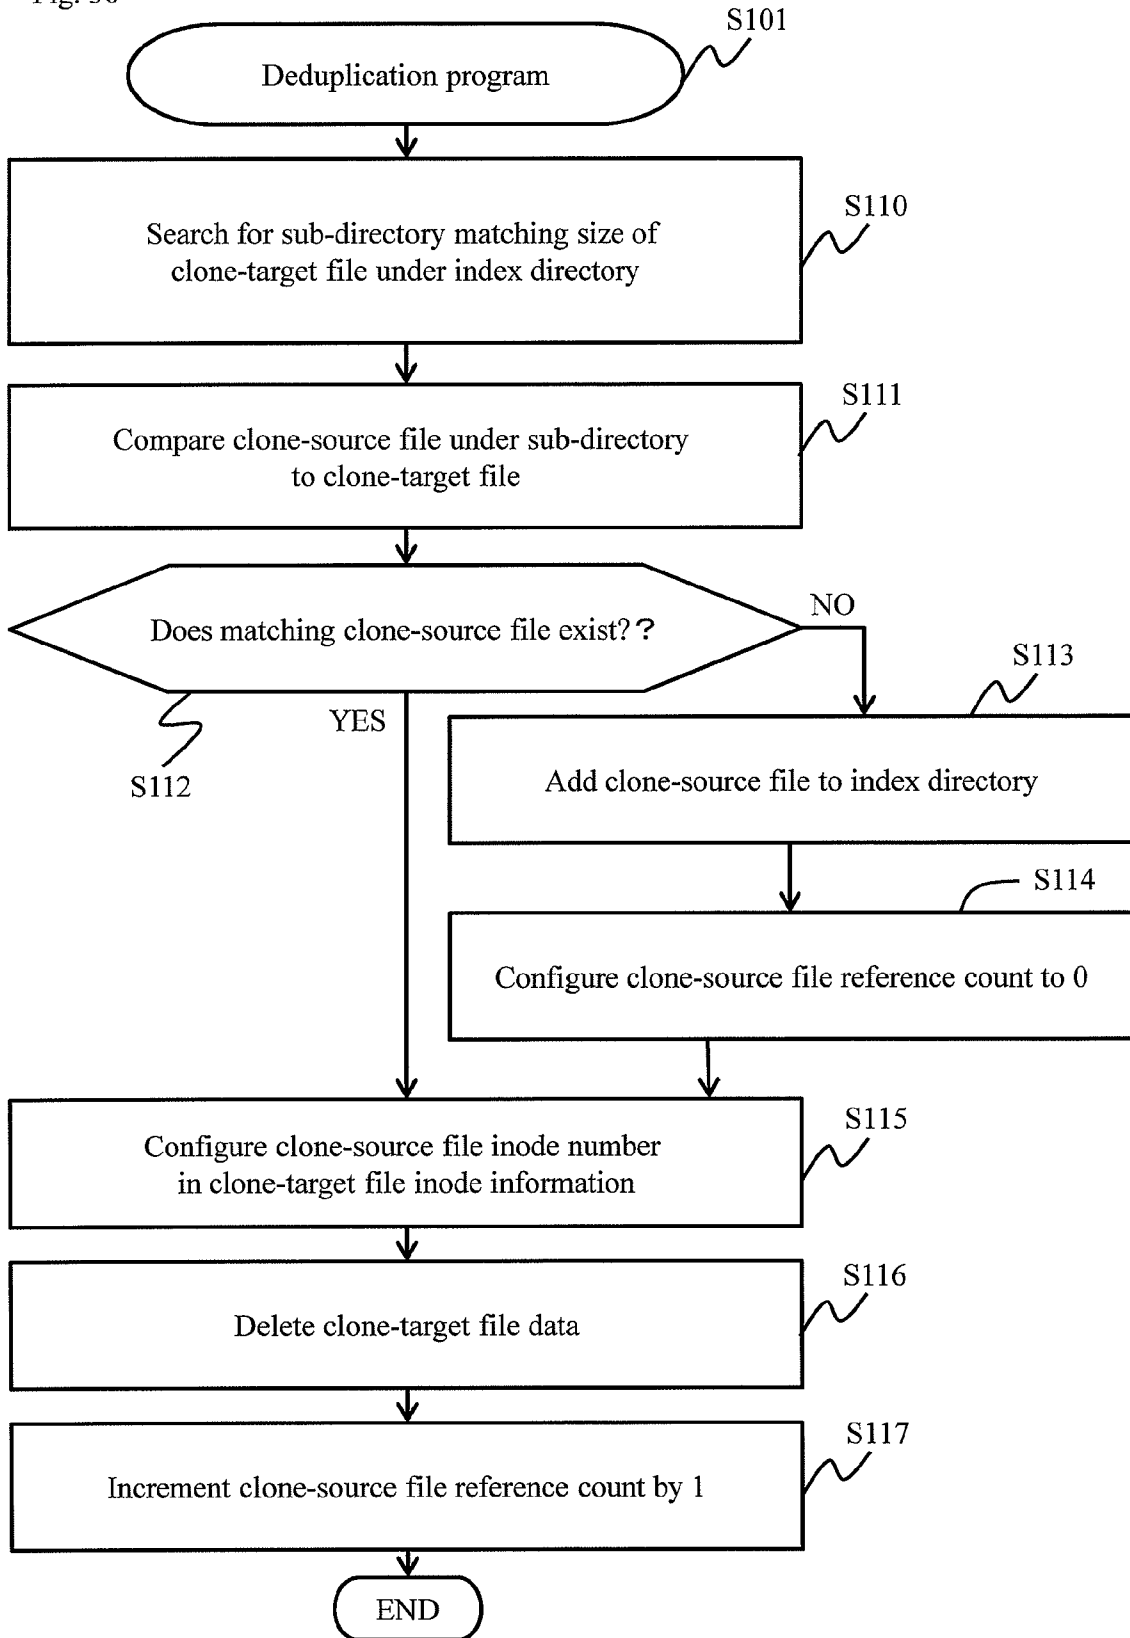 S101
Deduplication program
S110
Search for sub-directory matching size of
clone-target file under index directory
S111
Compare clone-source file under sub-directory
to clone-target file
Does matching clone-source file exist??
NO
S113
YES
S112
Add clone-source file to index directory
S114
Configure clone-source file reference count to 0
S115
Configure clone-source file inode number
in clone-target file inode information
S116
Delete clone-target file data
S117
Increment clone-source file reference count by 1
END